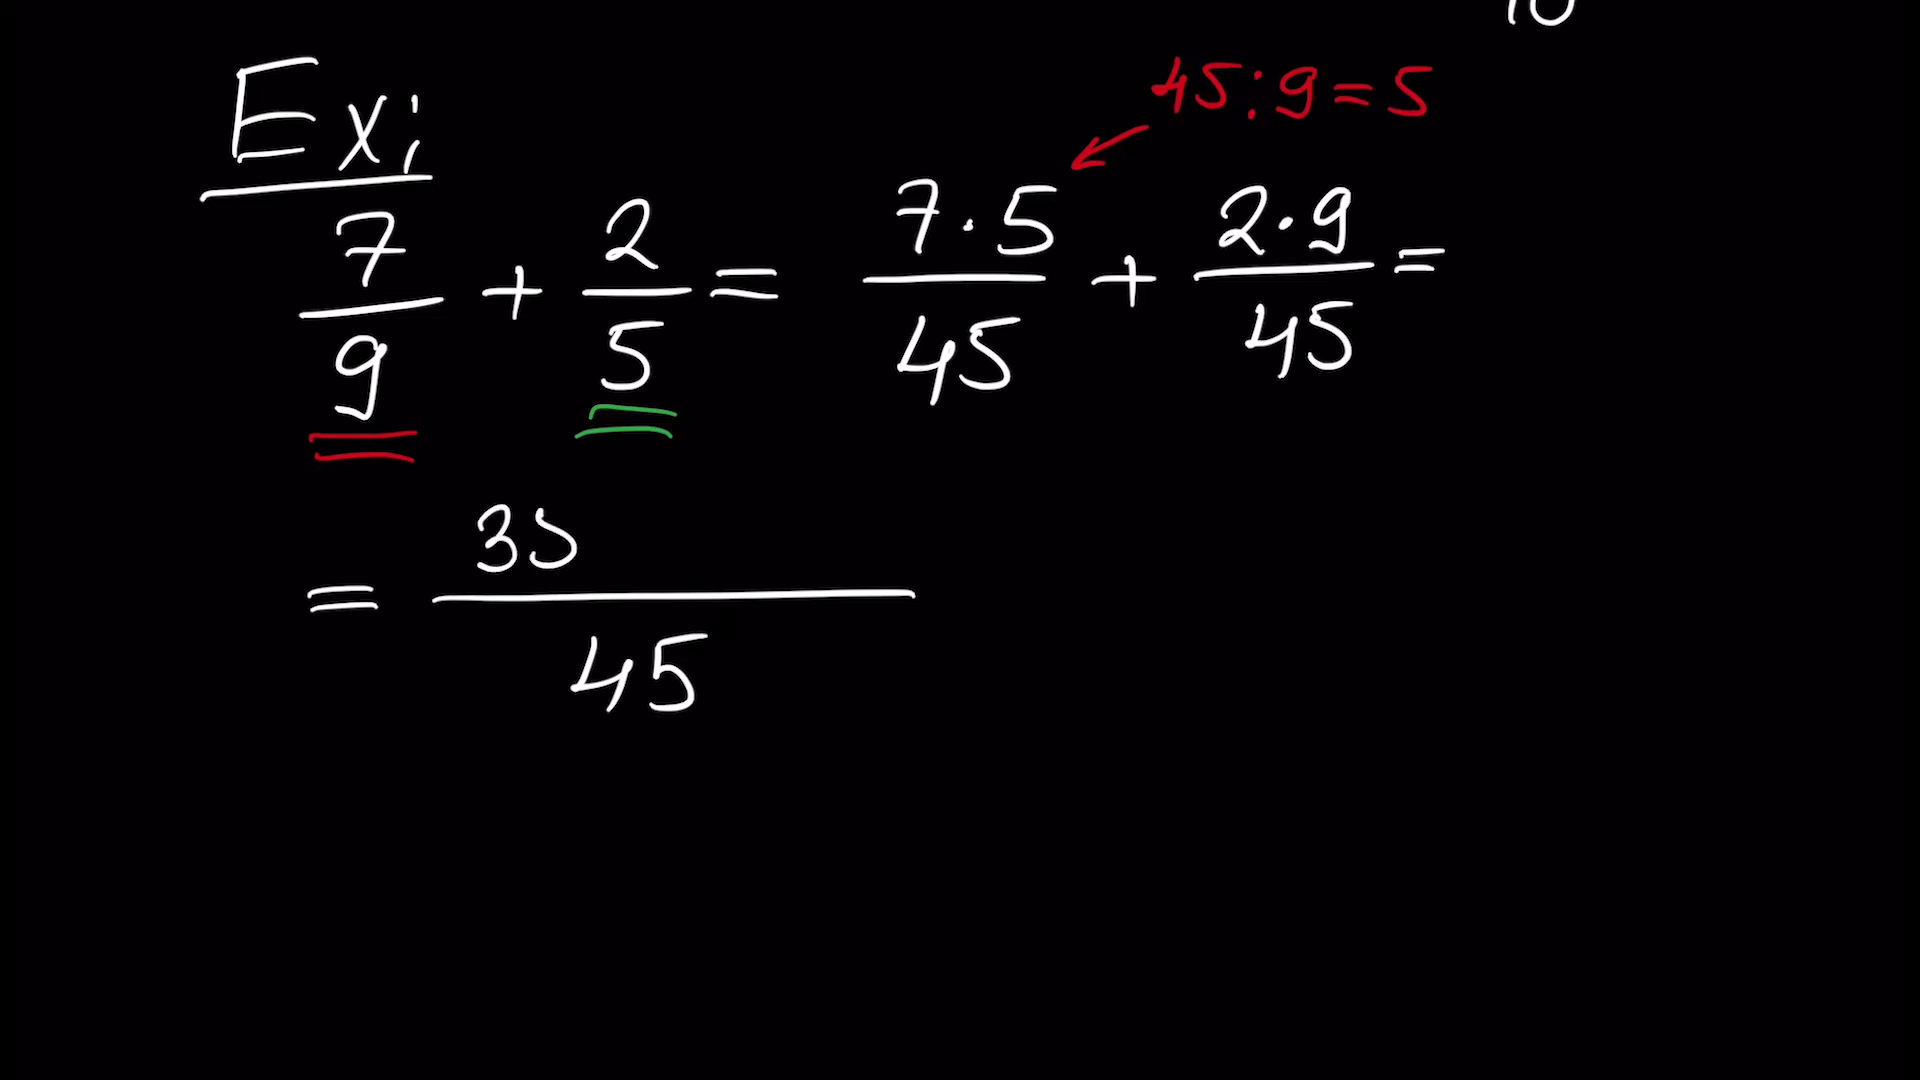 45:9=5
Ex;
7/9 + 2/5 = 7·5/45 + 2·9/45 =
= 35/45